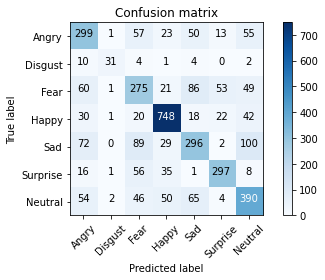 Confusion matrix
Angry 299 1 57 23 50 13 55
Disgust 10 31 4 1 4 0 2
Fear 60 1 275 21 86 53 49
Happy 30 1 20 748 18 22 42
Sad 72 0 89 29 296 2 100
Surprise 16 1 56 35 1 297 8
Neutral 54 2 46 50 65 4 390
True label
Angry Disgust Fear Happy Sad Surprise Neutral
Predicted label
700
600
500
400
300
200
100
0